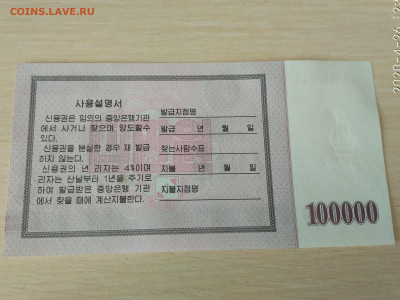 COINS.LAVE.RU
사용설명서
신용권은 임의의 중앙은행기관
에서 사거나 찾으며 양도할수
있다.
신용권을 분실한 경우 재 발급
하지 않는다.
신용권의 년 리자는 4%이며
리자는 산날부터 1년을 주기로
하여 발급받은 중앙은행 기관
에서 찾을 때에 계산지불한다.
발급지점명
발급 년 월 일
찾는사람수표
지불 년 월 일
지불지점명
100000